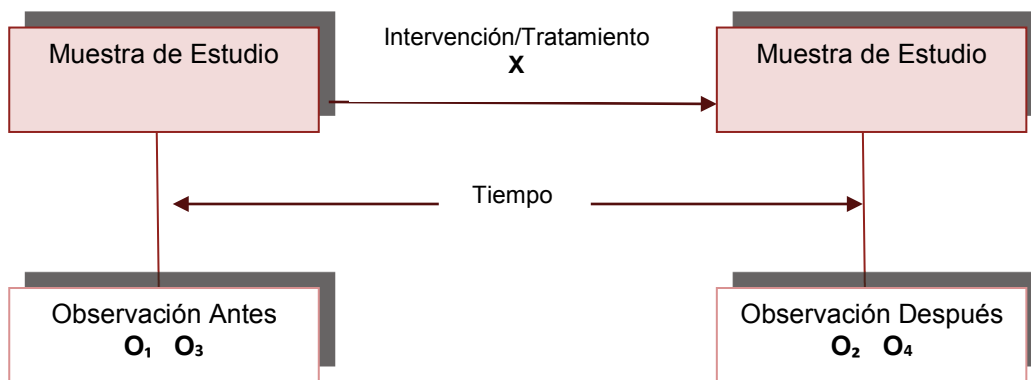 Muestra de Estudio
Intervención/Tratamiento
X
Muestra de Estudio
Tiempo
Observación Antes
O₁ O₃
Observación Después
O₂ O₄